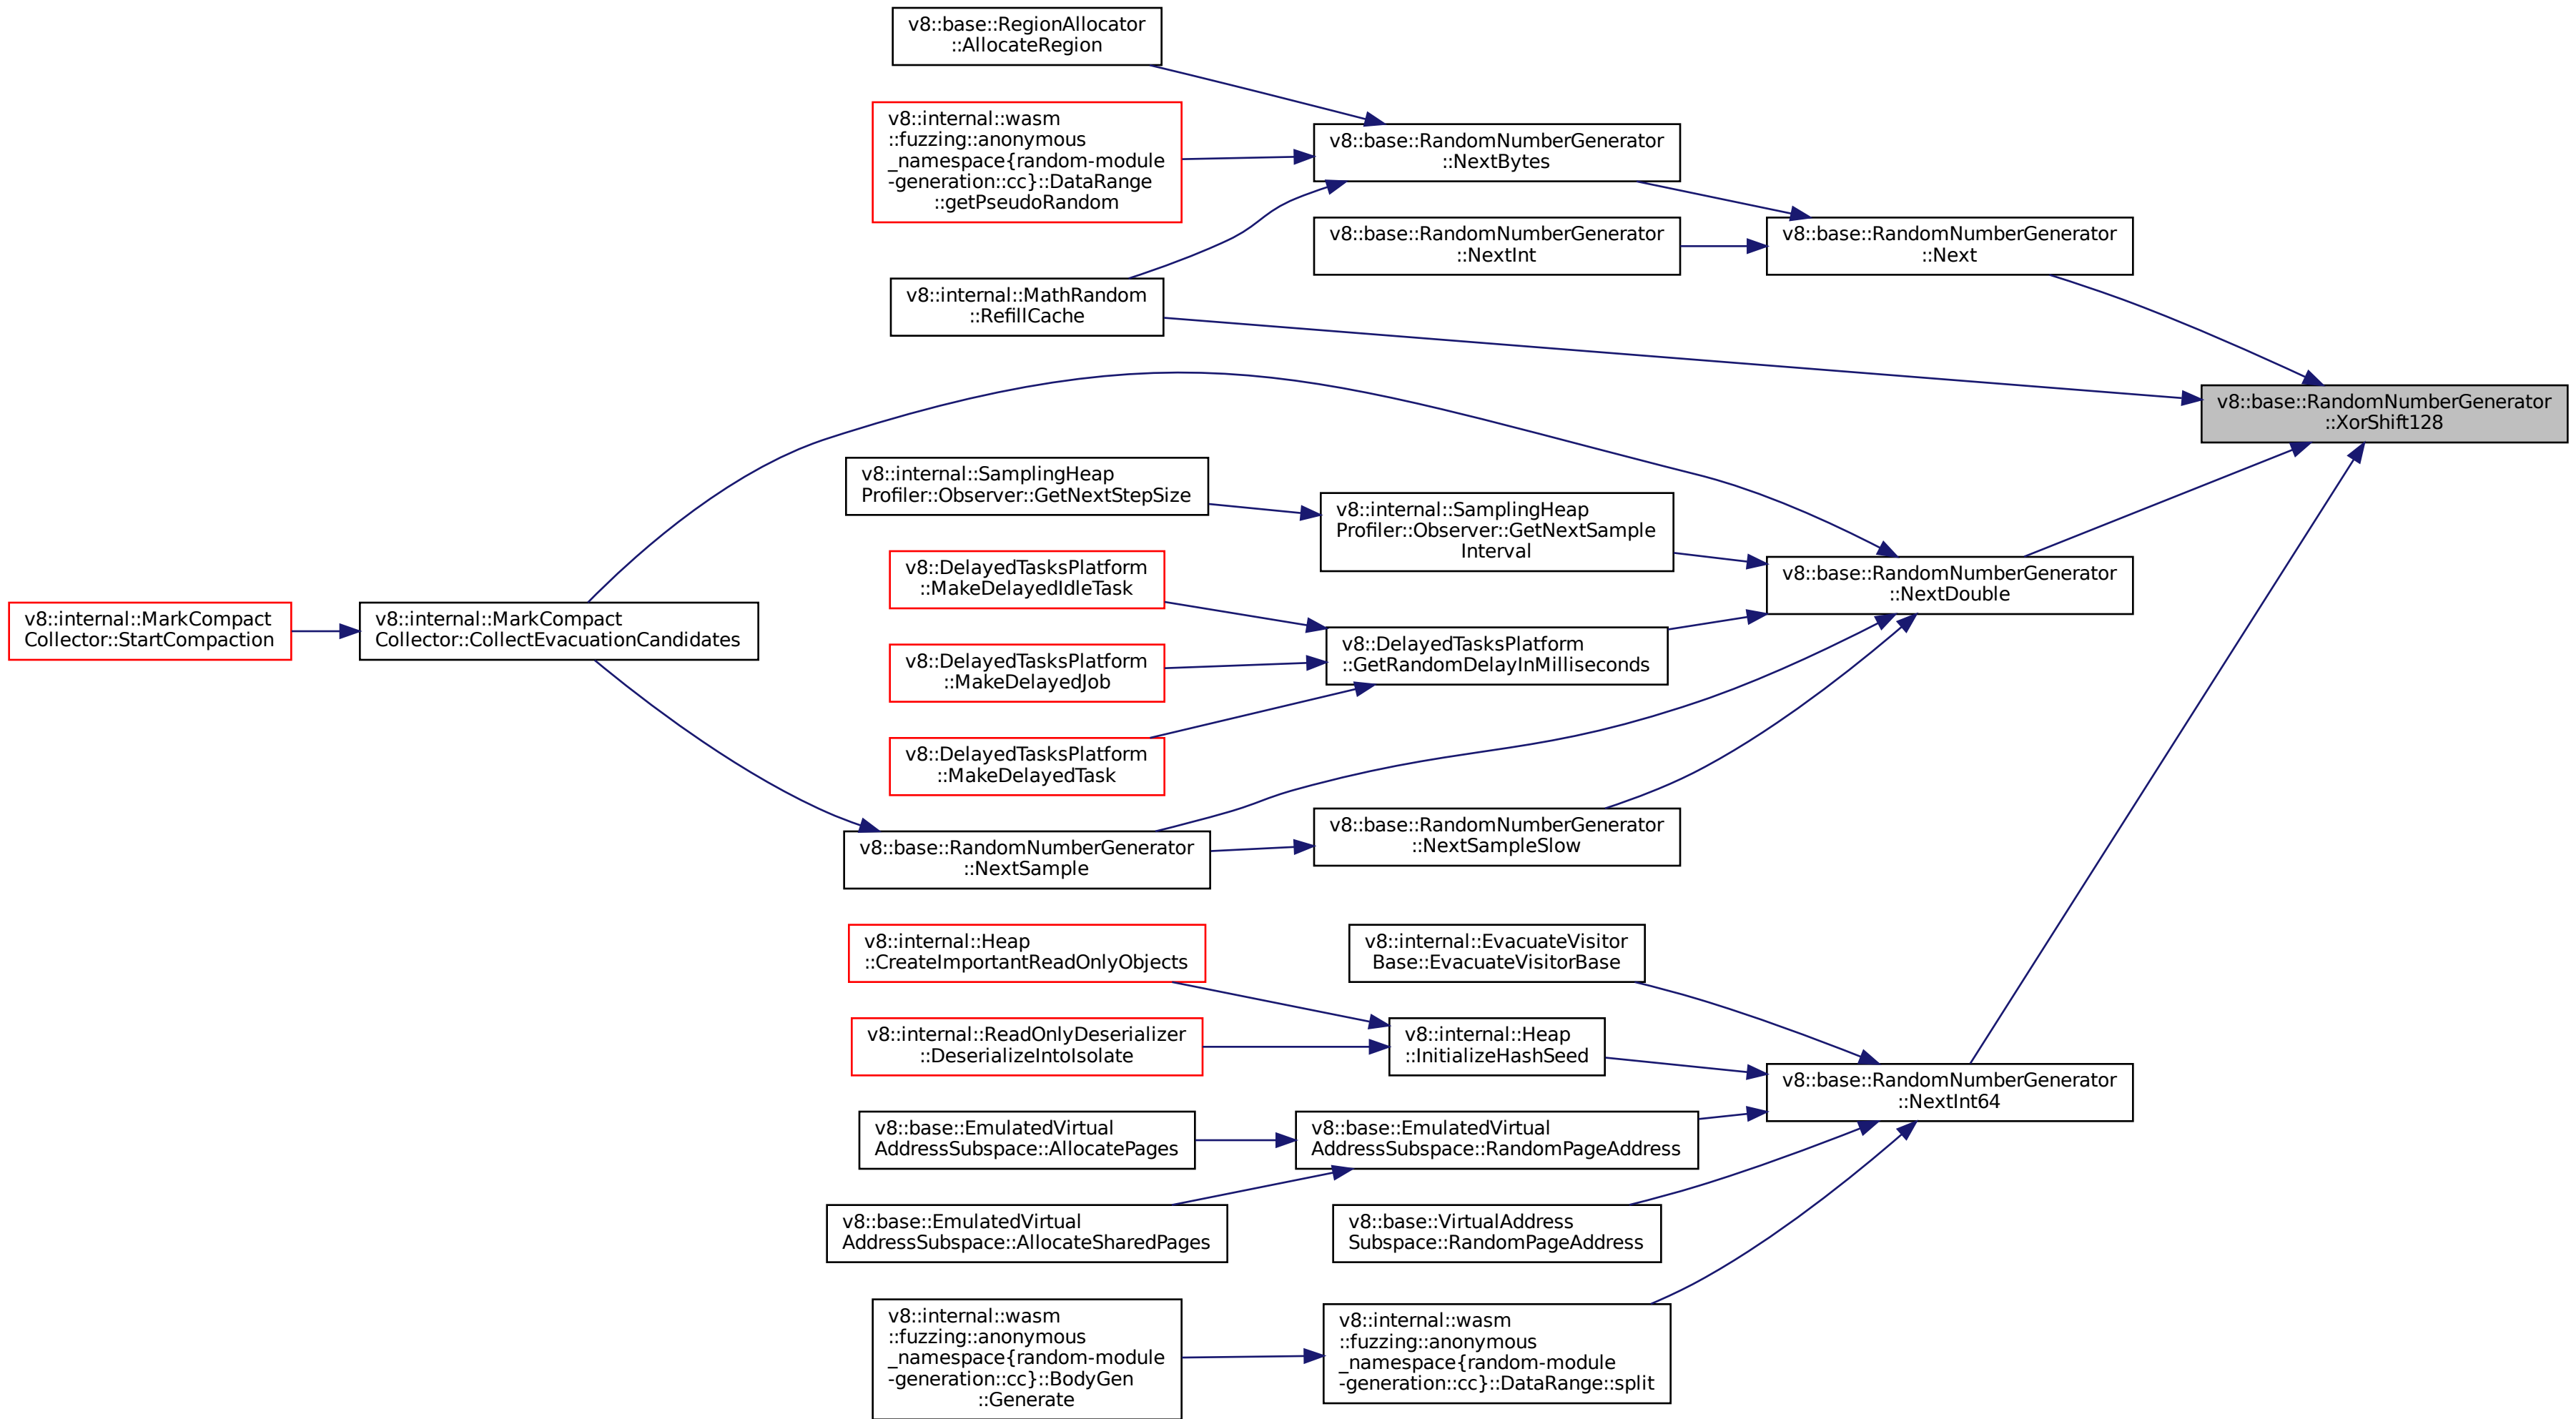 v8::base::RegionAllocator
::AllocateRegion
v8::internal::wasm
::fuzzing::anonymous
_namespace{random-module
-generation::cc}::DataRange
::getPseudoRandom
v8::base::RandomNumberGenerator
::NextBytes
v8::base::RandomNumberGenerator
::NextInt
v8::base::RandomNumberGenerator
::Next
v8::internal::MathRandom
::RefillCache
v8::base::RandomNumberGenerator
::XorShift128
v8::internal::SamplingHeap
Profiler::Observer::GetNextStepSize
v8::internal::SamplingHeap
Profiler::Observer::GetNextSample
Interval
v8::DelayedTasksPlatform
::MakeDelayedIdleTask
v8::base::RandomNumberGenerator
::NextDouble
v8::internal::MarkCompact
Collector::StartCompaction
v8::internal::MarkCompact
Collector::CollectEvacuationCandidates
v8::DelayedTasksPlatform
::MakeDelayedJob
v8::DelayedTasksPlatform
::GetRandomDelayInMilliseconds
v8::DelayedTasksPlatform
::MakeDelayedTask
v8::base::RandomNumberGenerator
::NextSample
v8::base::RandomNumberGenerator
::NextSampleSlow
v8::internal::Heap
::CreateImportantReadOnlyObjects
v8::internal::EvacuateVisitor
Base::EvacuateVisitorBase
v8::internal::ReadOnlyDeserializer
::DeserializeIntoIsolate
v8::internal::Heap
::InitializeHashSeed
v8::base::RandomNumberGenerator
::NextInt64
v8::base::EmulatedVirtual
AddressSubspace::AllocatePages
v8::base::EmulatedVirtual
AddressSubspace::RandomPageAddress
v8::base::EmulatedVirtual
AddressSubspace::AllocateSharedPages
v8::base::VirtualAddress
Subspace::RandomPageAddress
v8::internal::wasm
::fuzzing::anonymous
_namespace{random-module
-generation::cc}::BodyGen
::Generate
v8::internal::wasm
::fuzzing::anonymous
_namespace{random-module
-generation::cc}::DataRange::split